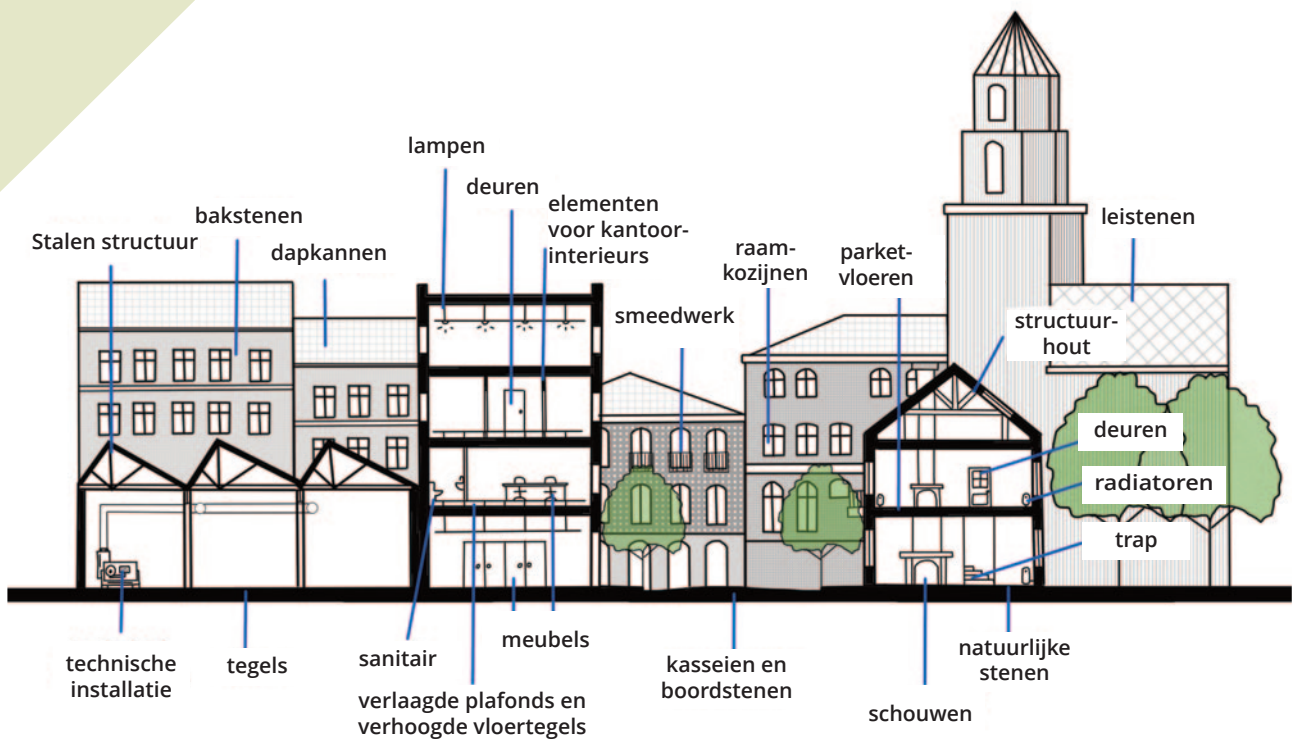 lampen
deuren
elementen
voor kantoor-
interieurs
bakstenen
Stalen structuur
dapkannen
raam-
kozijnen
parket-
vloeren
leistenen
smeedwerk
structuur-
hout
deuren
radiatoren
trap
technische
installatie
tegels
sanitair
meubels
verlaagde plafonds en
verhoogde vloertegels
kasseien en
boordstenen
natuurlijke
stenen
schouwen